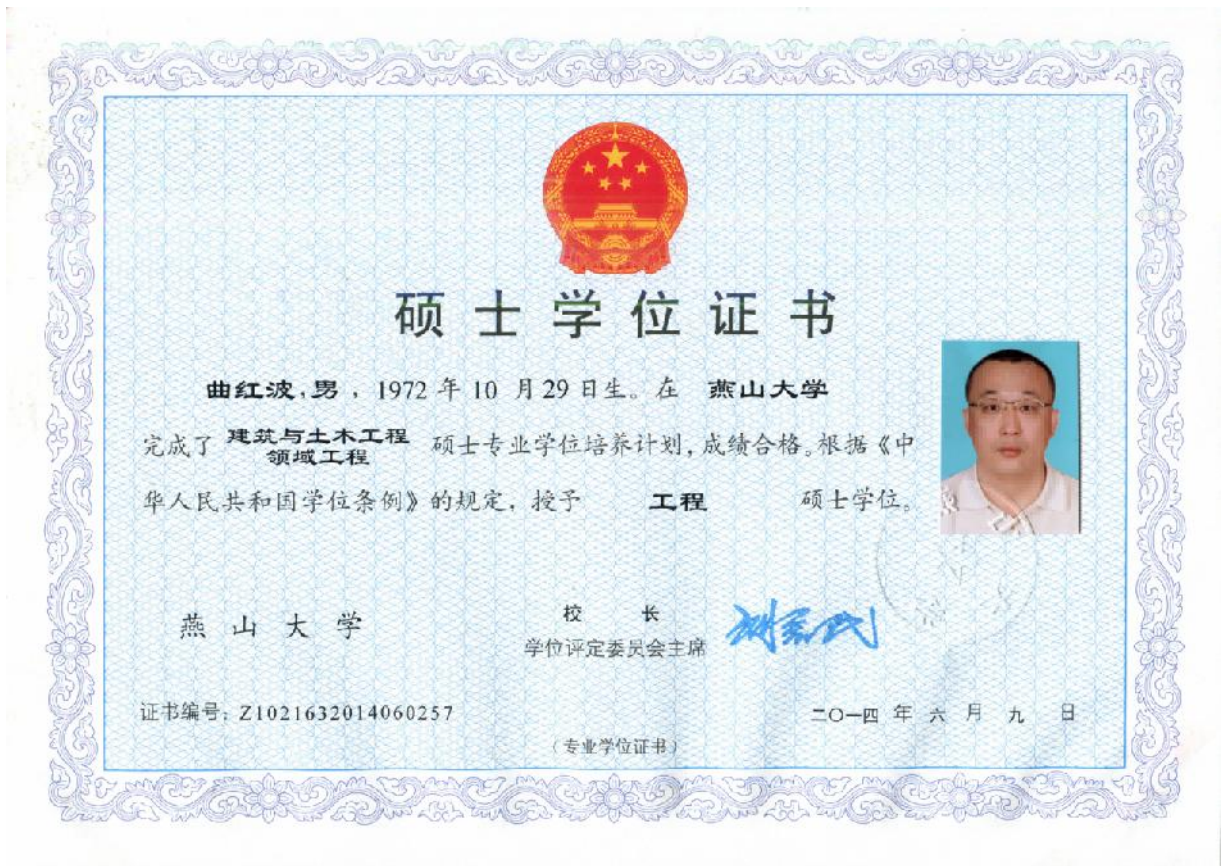 硕士学位证书
曲红波,男,1972年10月29日生。在 燕山大学
完成了 建筑与土木工程
领域工程 硕士专业学位培养计划,成绩合格。根据《中
华人民共和国学位条例》的规定,授予 工程 硕士学位。
燕山大学
校 长
学位评定委员会主席
证书编号:Z1021632014060257
二〇一四年六月九日
(专业学位证书)